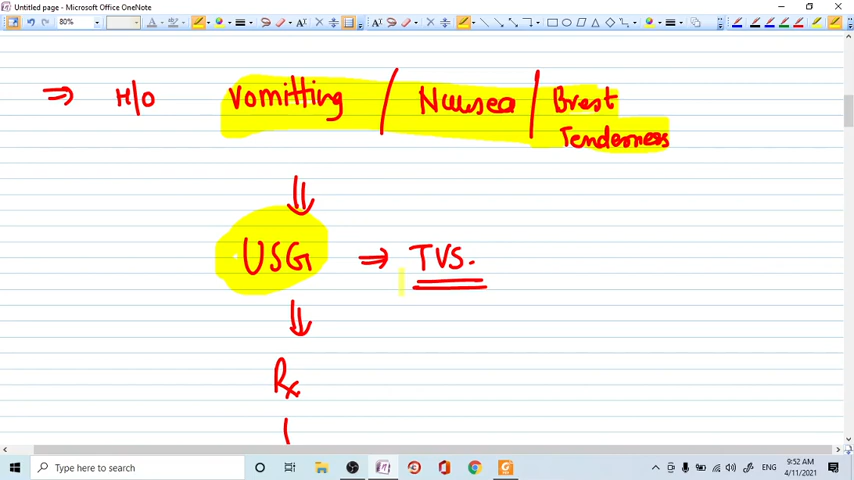 Untitled page - Microsoft OneNote
80%
⇒ H/O Vomitting / Nausea / Brest
Tenderness
USG ⇒ TVS.
Rx
Type here to search
ENG
9:52 AM
4/11/2021